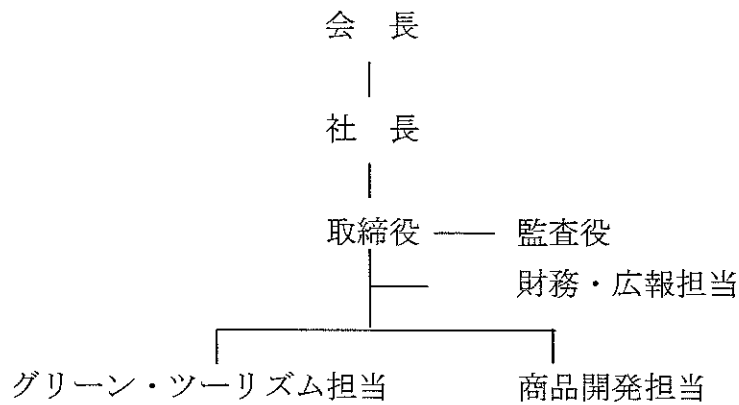 会　長
社　長
取締役
監査役
財務・広報担当
グリーン・ツーリズム担当
商品開発担当